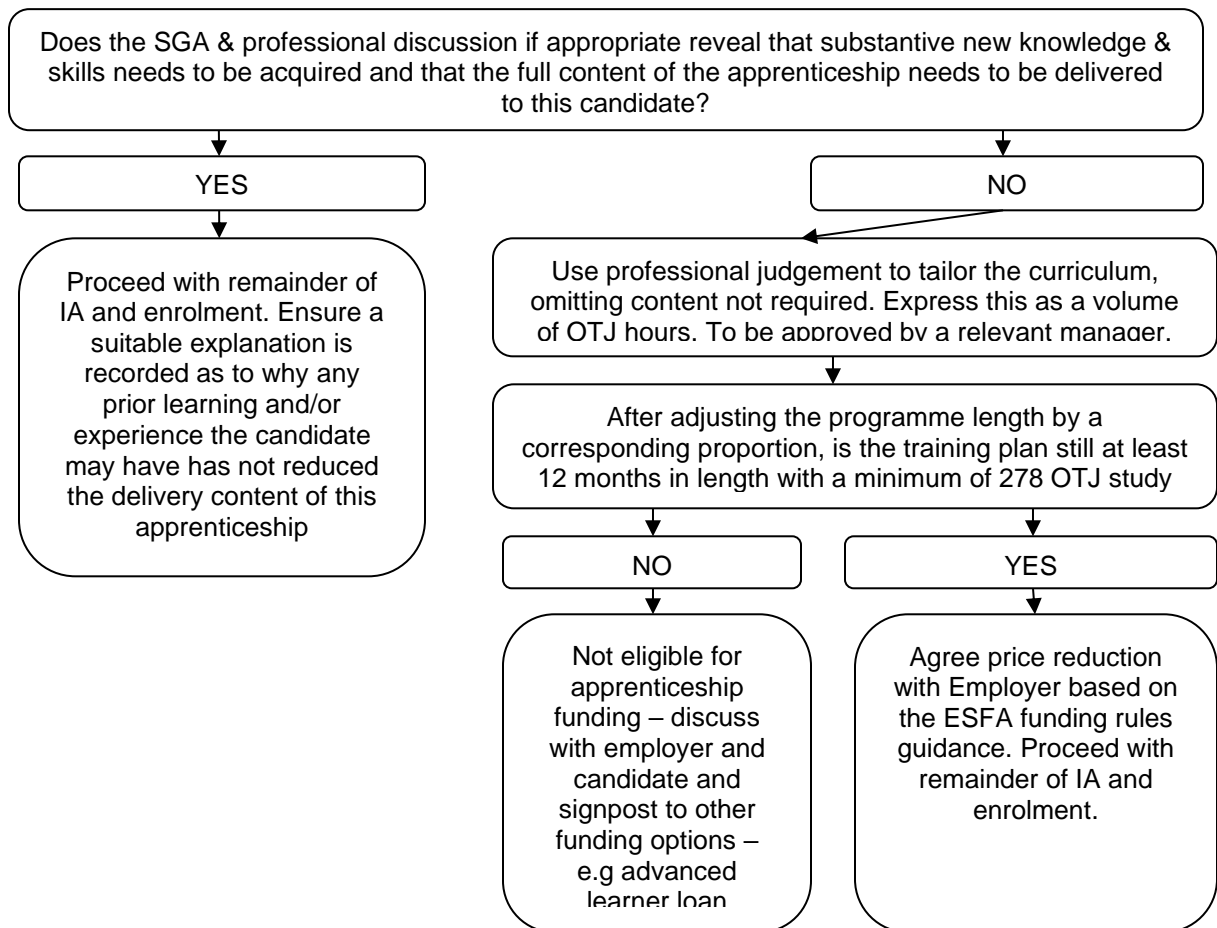 Does the SGA & professional discussion if appropriate reveal that substantive new knowledge &
skills needs to be acquired and that the full content of the apprenticeship needs to be delivered
to this candidate?
YES
NO
Proceed with remainder of
IA and enrolment. Ensure a
suitable explanation is
recorded as to why any
prior learning and/or
experience the candidate
may have has not reduced
the delivery content of this
apprenticeship
Use professional judgement to tailor the curriculum,
omitting content not required. Express this as a volume
of OTJ hours. To be approved by a relevant manager.
After adjusting the programme length by a
corresponding proportion, is the training plan still at least
12 months in length with a minimum of 278 OTJ study
NO
YES
Not eligible for
apprenticeship
funding – discuss
with employer and
candidate and
signpost to other
funding options –
e.g advanced
learner loan
Agree price reduction
with Employer based on
the ESFA funding rules
guidance. Proceed with
remainder of IA and
enrolment.